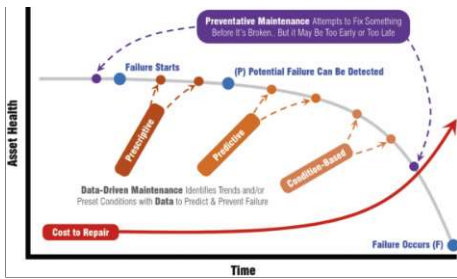 Preventative Maintenance Attempts to Fix Something
Before It's Broken.. But it May Be Too Early or Too Late
Failure Starts
(P) Potential Failure Can Be Detected
Asset Health
Prescriptive
Predictive
Condition-Based
Data-Driven Maintenance Identifies Trends and/or
Preset Conditions with Data to Predict & Prevent Failure
Cost to Repair
Failure Occurs (F)
Time